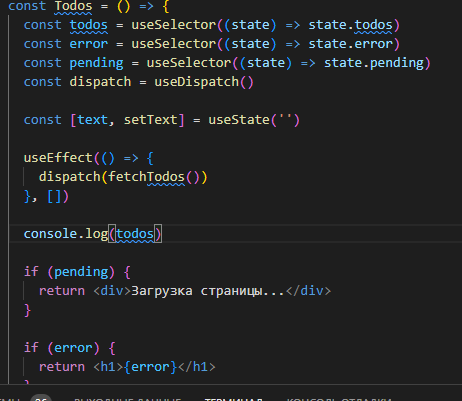 const Todos = () => {
const todos = useSelector((state) => state.todos)
const error = useSelector((state) => state.error)
const pending = useSelector((state) => state.pending)
const dispatch = useDispatch()
const [text, setText] = useState('')
useEffect(() => {
dispatch(fetchTodos())
}, [])
console.log(todos)
if (pending) {
return <div>Загрузка страницы...</div>
}
if (error) {
return <h1>{error}</h1>